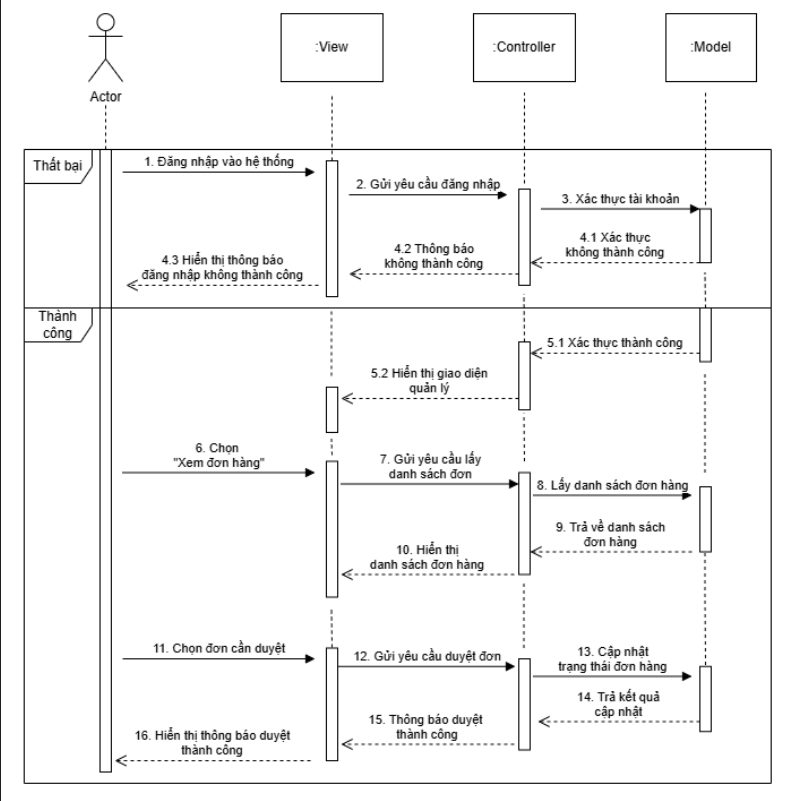 :View
:Controller
:Model
Actor
Thất bại
1. Đăng nhập vào hệ thống
2. Gửi yêu cầu đăng nhập
3. Xác thực tài khoản
4.1 Xác thực
không thành công
4.2 Thông báo
không thành công
4.3 Hiển thị thông báo
đăng nhập không thành công
Thành
công
5.1 Xác thực thành công
5.2 Hiển thị giao diện
quản lý
6. Chọn
"Xem đơn hàng"
7. Gửi yêu cầu lấy
danh sách đơn
8. Lấy danh sách đơn hàng
9. Trả về danh sách
đơn hàng
10. Hiển thị
danh sách đơn hàng
11. Chọn đơn cần duyệt
12. Gửi yêu cầu duyệt đơn
13. Cập nhật
trạng thái đơn hàng
14. Trả kết quả
cập nhật
15. Thông báo duyệt
thành công
16. Hiển thị thông báo duyệt
thành công